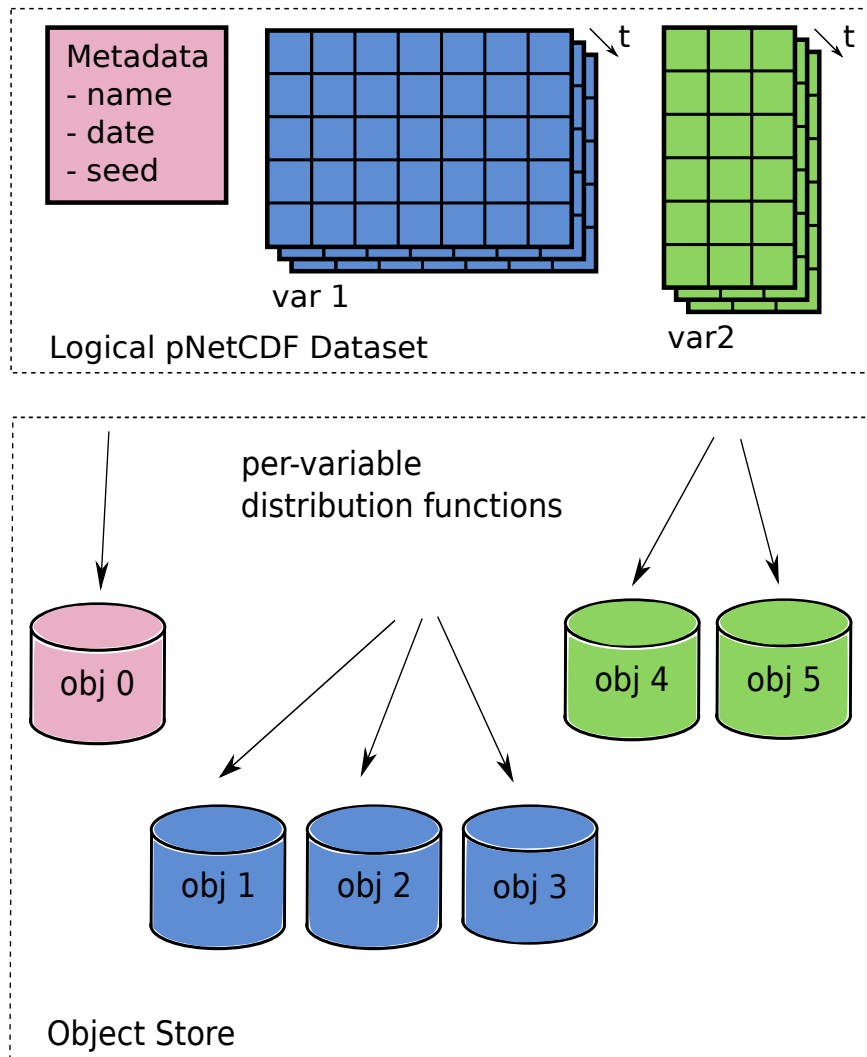 Metadata
- name
- date
- seed
t
t
var 1
var2
Logical pNetCDF Dataset
per-variable
distribution functions
obj 0
obj 4
obj 5
obj 1
obj 2
obj 3
Object Store